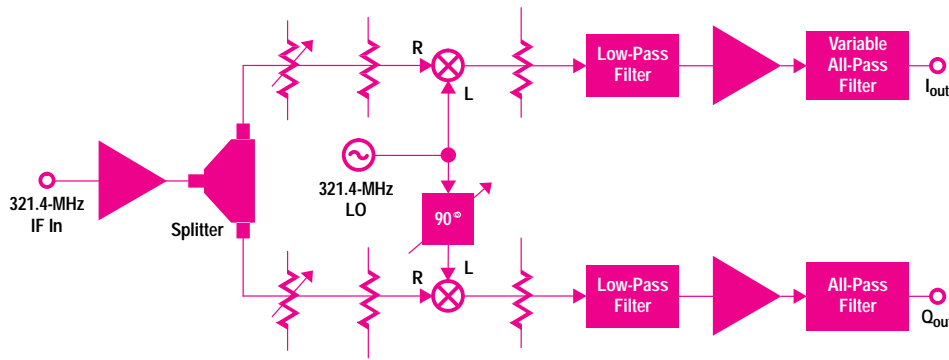 R
L
Low-Pass
Filter
Variable
All-Pass
Filter
Iout
321.4-MHz
IF In
Splitter
321.4-MHz
LO
90°
R
L
Low-Pass
Filter
All-Pass
Filter
Qout